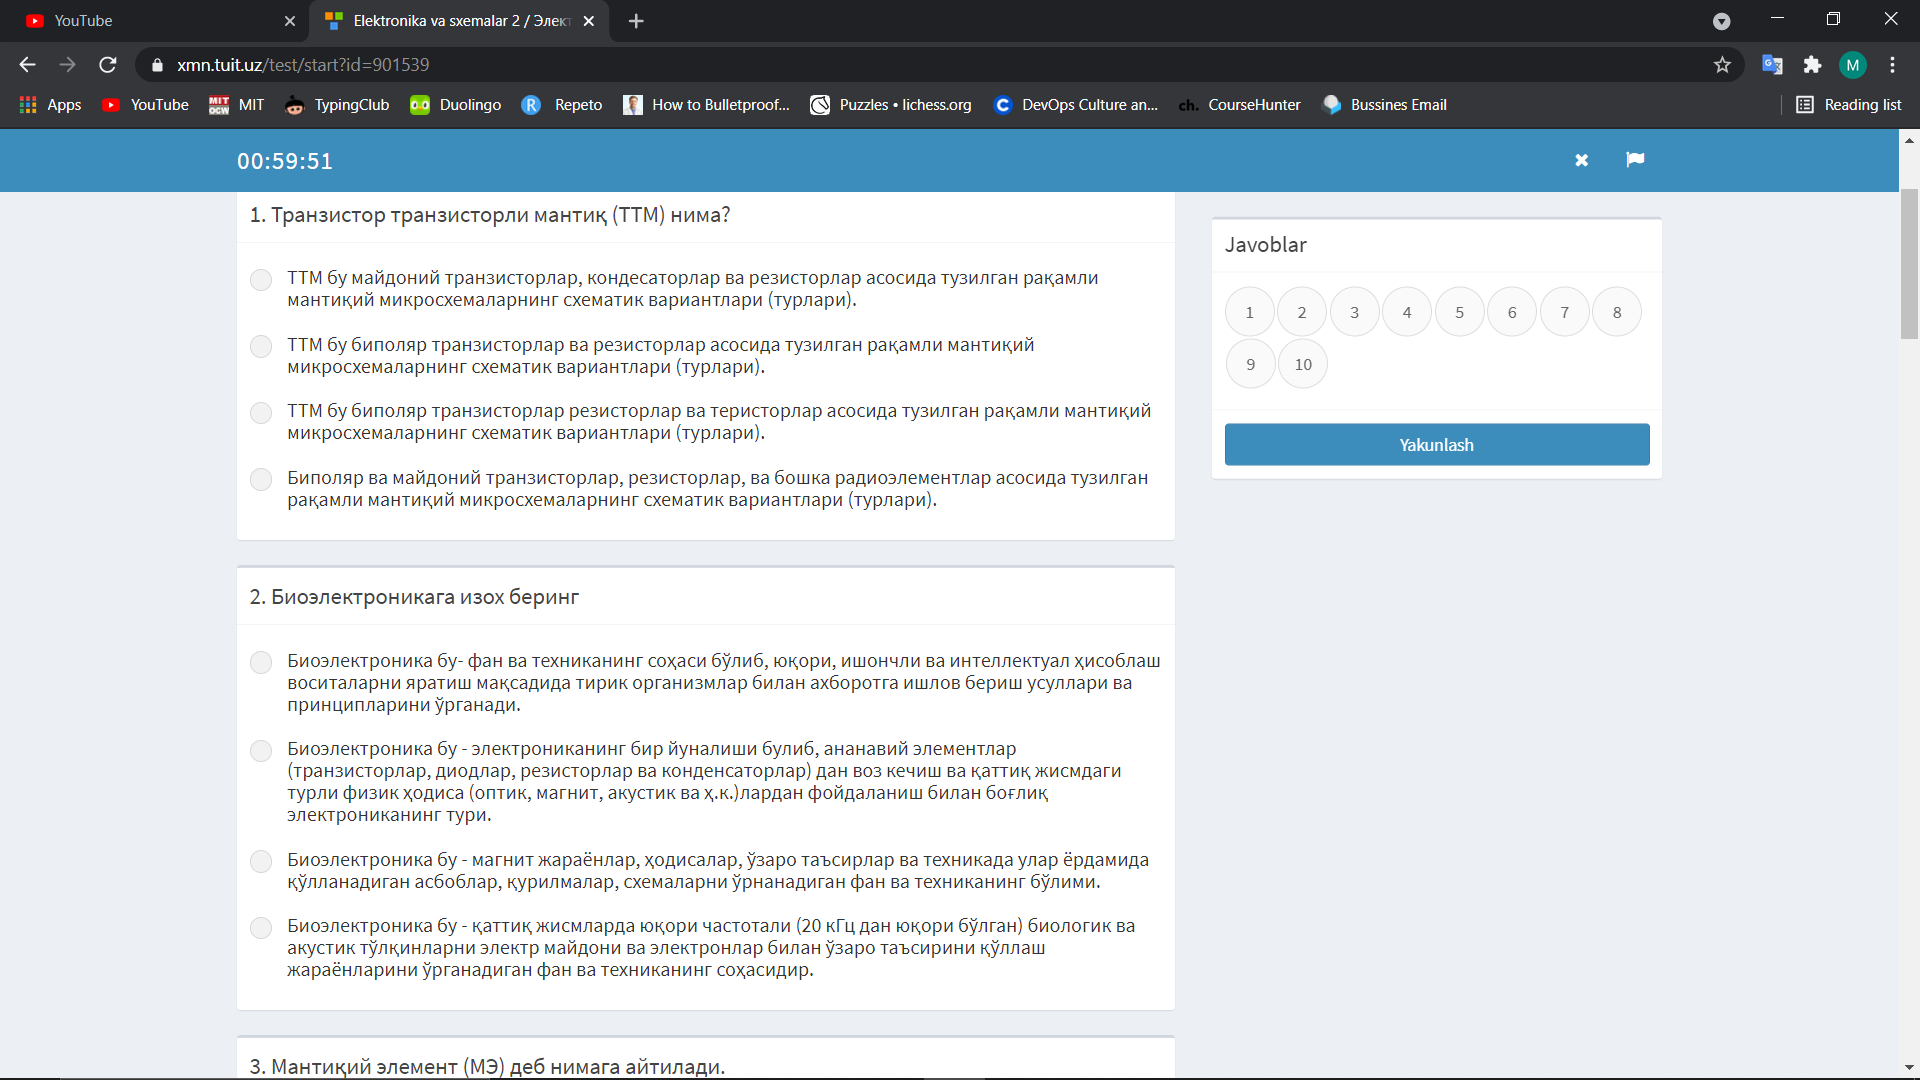 YouTube
Elektronika va sxemalar 2 / Элект
xmn.tuit.uz/test/start?id=901539
M
Apps
YouTube
MIT
TypingClub
Duolingo
R Repeto
How to Bulletproof...
Puzzles • lichess.org
C DevOps Culture an...
ch. CourseHunter
Bussines Email
Reading list
00:59:51
1. Транзистор транзисторли мантиқ (ТТМ) нима?
ТТМ бу майдоний транзисторлар, кондесаторлар ва резисторлар асосида тузилган рақамли
мантиқий микросхемаларнинг схематик вариантлари (турлари).
ТТМ бу биполяр транзисторлар ва резисторлар асосида тузилган рақамли мантиқий
микросхемаларнинг схематик вариантлари (турлари).
ТТМ бу биполяр транзисторлар резисторлар ва теристорлар асосида тузилган рақамли мантиқий
микросхемаларнинг схематик вариантлари (турлари).
Биполяр ва майдоний транзисторлар, резисторлар, ва бошка радиоэлементлар асосида тузилган
рақамли мантиқий микросхемаларнинг схематик вариантлари (турлари).
2. Биоэлектроникага изох беринг
Биоэлектроника бу- фан ва техниканинг соҳаси бўлиб, юқори, ишончли ва интеллектуал ҳисоблаш
воситаларни яратиш мақсадида тирик организмлар билан ахборотга ишлов бериш усуллари ва
принципларини ўрганади.
Биоэлектроника бу - электрониканинг бир йуналиши булиб, ананавий элементлар
(транзисторлар, диодлар, резисторлар ва конденсаторлар) дан воз кечиш ва қаттиқ жисмдаги
турли физик ҳодиса (оптик, магнит, акустик ва ҳ.к.)лардан фойдаланиш билан боғлиқ
электрониканинг тури.
Биоэлектроника бу - магнит жараёнлар, ҳодисалар, ўзаро таъсирлар ва техникада улар ёрдамида
қўлланадиган асбоблар, қурилмалар, схемаларни ўрнанадиган фан ва техниканинг бўлими.
Биоэлектроника бу - қаттиқ жисмларда юқори частотали (20 кГц дан юқори бўлган) биологик ва
акустик тўлқинларни электр майдони ва электронлар билан ўзаро таъсирини қўллаш
жараёнларини ўрганадиган фан ва техниканинг соҳасидир.
3. Мантиқий элемент (МЭ) деб нимага айтилади.
Javoblar
1 2 3 4 5 6 7 8
9 10
Yakunlash